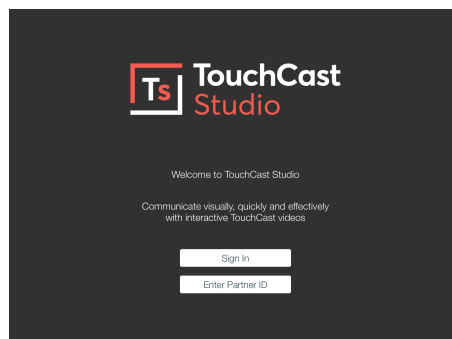 Ts
TouchCast
Studio
Welcome to TouchCast Studio
Communicate visually, quickly and effectively
with interactive TouchCast videos
Sign In
Enter Partner ID